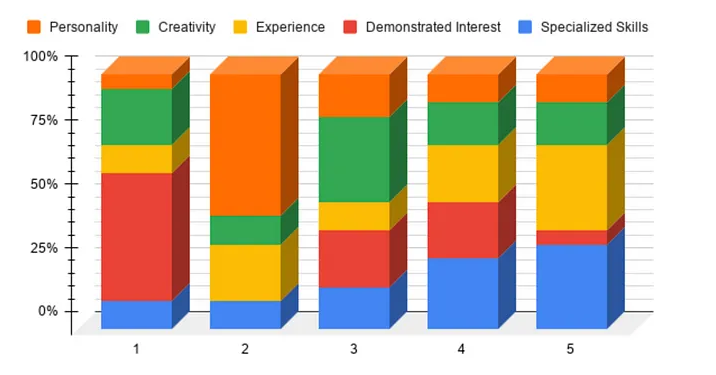 Personality Creativity Experience Demonstrated Interest Specialized Skills
100%
75%
50%
25%
0%
1 2 3 4 5